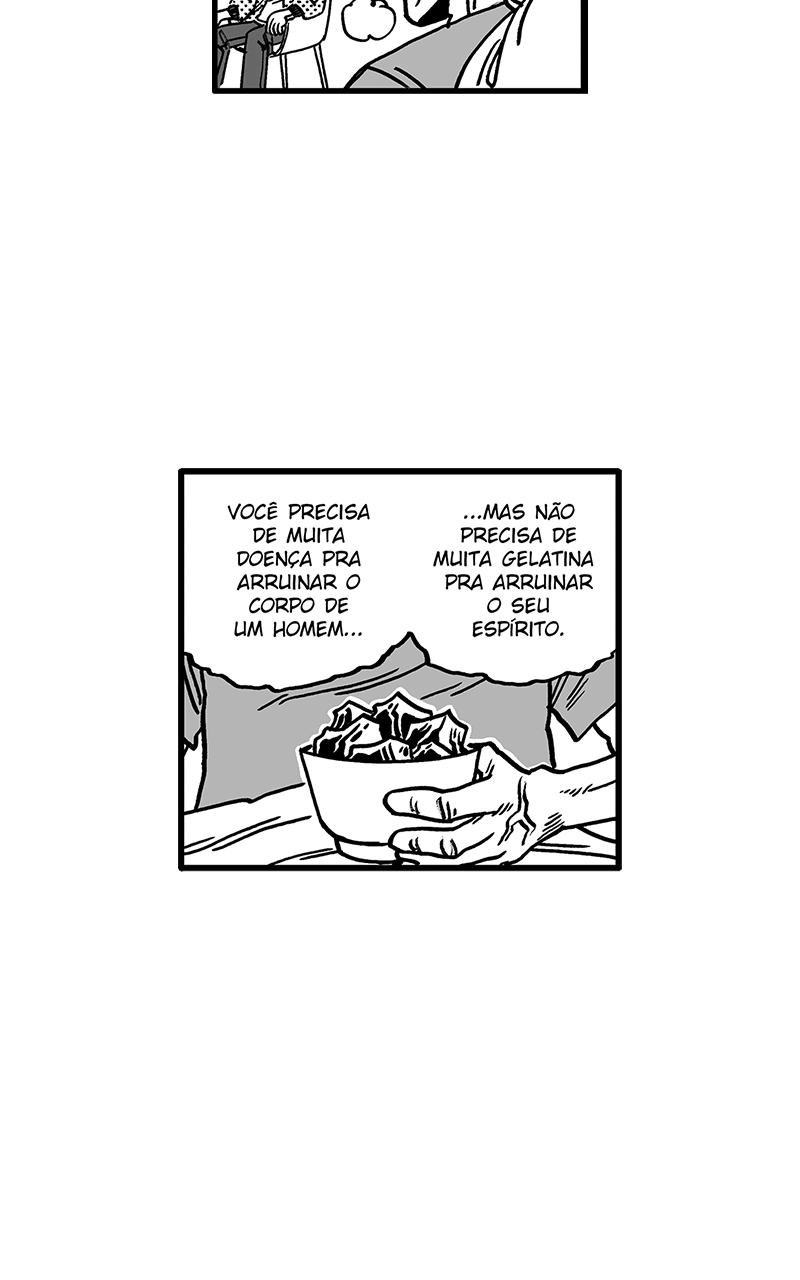 VOCÊ PRECISA
DE MUITA
DOENÇA PRA
ARRUINAR O
CORPO DE
UM HOMEM...
...MAS NÃO
PRECISA DE
MUITA GELATINA
PRA ARRUINAR
O SEU
ESPÍRITO.